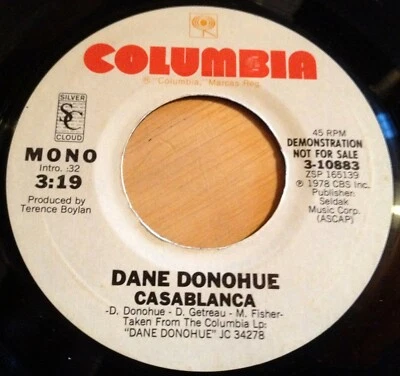 COLUMBIA
®"Columbia," Marcas Reg.
SILVER
SC
CLOUD
MONO
Intro. :32
3:19
Produced by
Terence Boylan
45 RPM
DEMONSTRATION
NOT FOR SALE
3-10883
ZSP 165139
℗ 1978 CBS Inc.
Publisher:
Seldak
Music Corp.
(ASCAP)
DANE DONOHUE
CASABLANCA
-D. Donohue - D. Getreau - M. Fisher-
Taken From The Columbia Lp:
"DANE DONOHUE" JC 34278